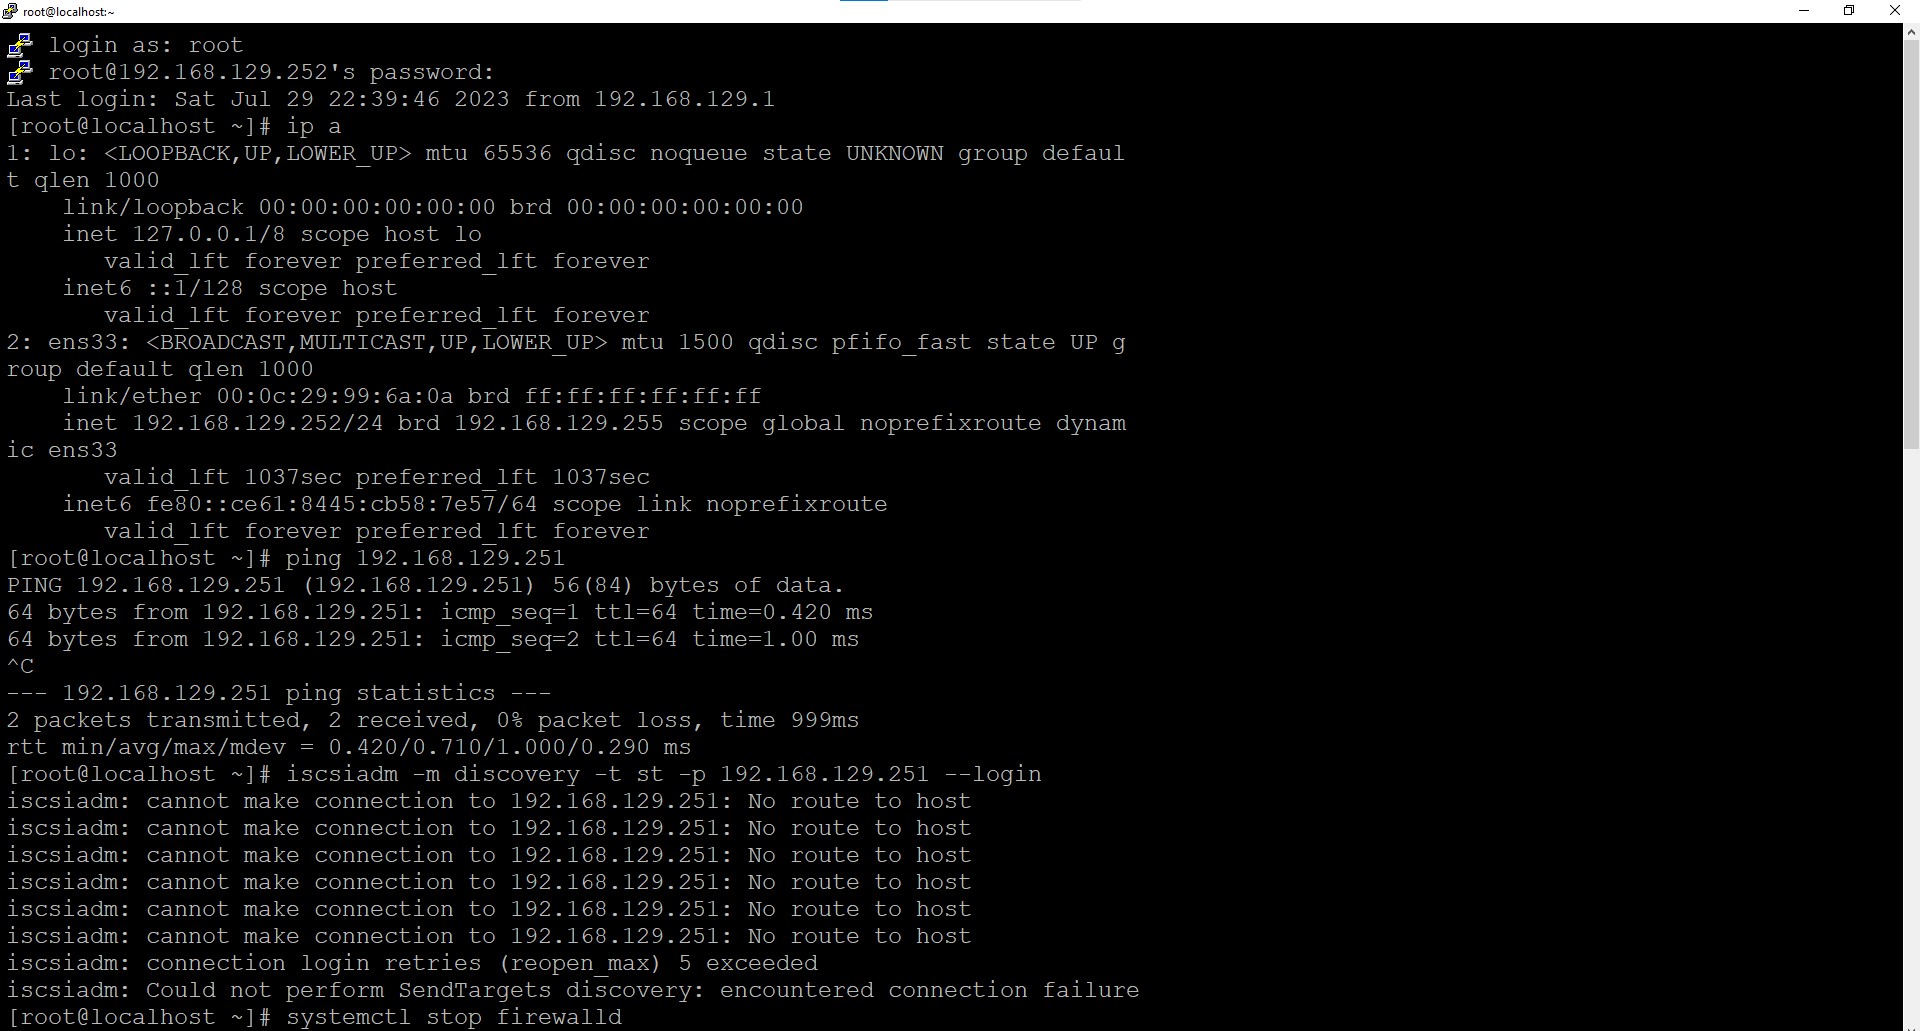 root@localhost:~
login as: root
root@192.168.129.252's password:
Last login: Sat Jul 29 22:39:46 2023 from 192.168.129.1
[root@localhost ~]# ip a
1: lo: <LOOPBACK,UP,LOWER_UP> mtu 65536 qdisc noqueue state UNKNOWN group defaul
t qlen 1000
    link/loopback 00:00:00:00:00:00 brd 00:00:00:00:00:00
    inet 127.0.0.1/8 scope host lo
       valid_lft forever preferred_lft forever
    inet6 ::1/128 scope host
       valid_lft forever preferred_lft forever
2: ens33: <BROADCAST,MULTICAST,UP,LOWER_UP> mtu 1500 qdisc pfifo_fast state UP g
roup default qlen 1000
    link/ether 00:0c:29:99:6a:0a brd ff:ff:ff:ff:ff:ff
    inet 192.168.129.252/24 brd 192.168.129.255 scope global noprefixroute dynam
ic ens33
       valid_lft 1037sec preferred_lft 1037sec
    inet6 fe80::ce61:8445:cb58:7e57/64 scope link noprefixroute
       valid_lft forever preferred_lft forever
[root@localhost ~]# ping 192.168.129.251
PING 192.168.129.251 (192.168.129.251) 56(84) bytes of data.
64 bytes from 192.168.129.251: icmp_seq=1 ttl=64 time=0.420 ms
64 bytes from 192.168.129.251: icmp_seq=2 ttl=64 time=1.00 ms
^C
--- 192.168.129.251 ping statistics ---
2 packets transmitted, 2 received, 0% packet loss, time 999ms
rtt min/avg/max/mdev = 0.420/0.710/1.000/0.290 ms
[root@localhost ~]# iscsiadm -m discovery -t st -p 192.168.129.251 --login
iscsiadm: cannot make connection to 192.168.129.251: No route to host
iscsiadm: cannot make connection to 192.168.129.251: No route to host
iscsiadm: cannot make connection to 192.168.129.251: No route to host
iscsiadm: cannot make connection to 192.168.129.251: No route to host
iscsiadm: cannot make connection to 192.168.129.251: No route to host
iscsiadm: cannot make connection to 192.168.129.251: No route to host
iscsiadm: connection login retries (reopen_max) 5 exceeded
iscsiadm: Could not perform SendTargets discovery: encountered connection failure
[root@localhost ~]# systemctl stop firewalld